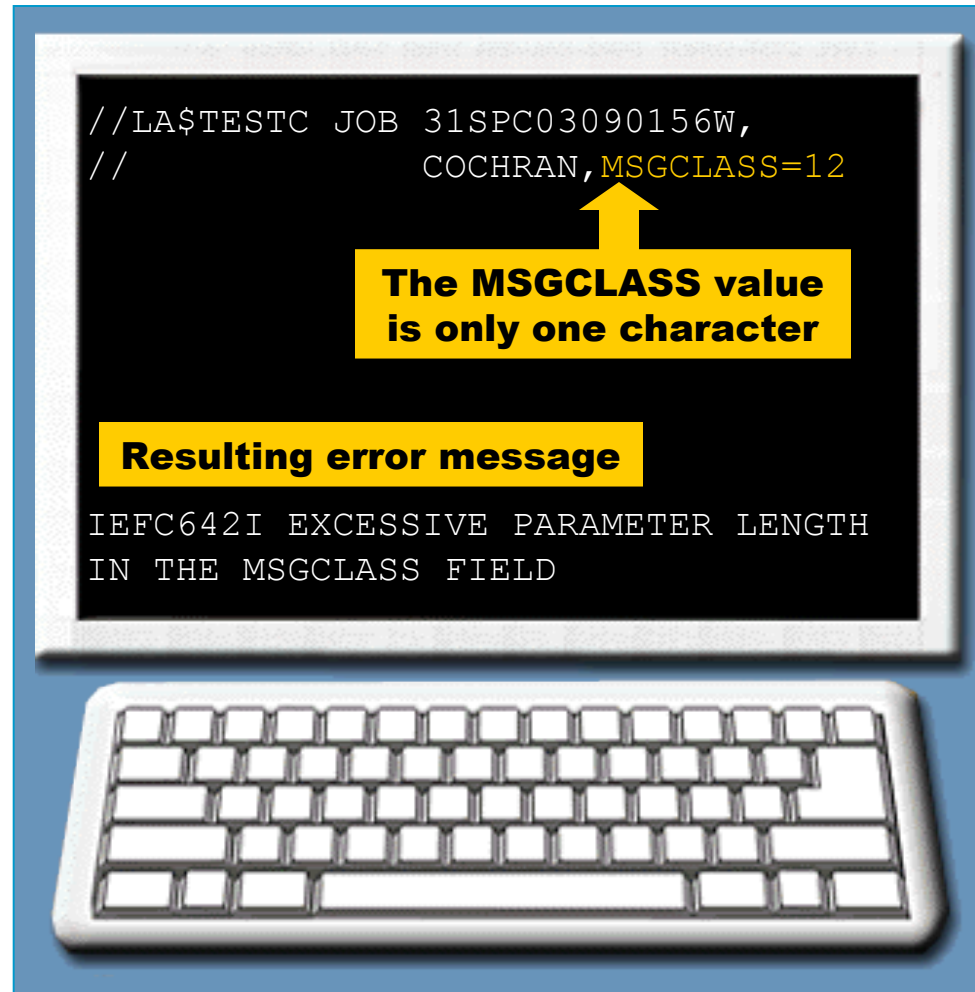 //LA$TESTC JOB 31SPC03090156W,
// COCHRAN,MSGCLASS=12
The MSGCLASS value
is only one character
Resulting error message
IEFC642I EXCESSIVE PARAMETER LENGTH
IN THE MSGCLASS FIELD